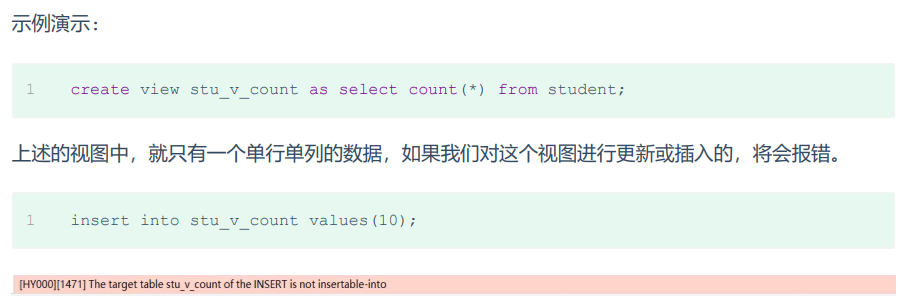 示例演示：
1 create view stu_v_count as select count(*) from student;
上述的视图中，就只有一个单行单列的数据，如果我们对这个视图进行更新或插入的，将会报错。
1 insert into stu_v_count values(10);
[HY000][1471] The target table stu_v_count of the INSERT is not insertable-into